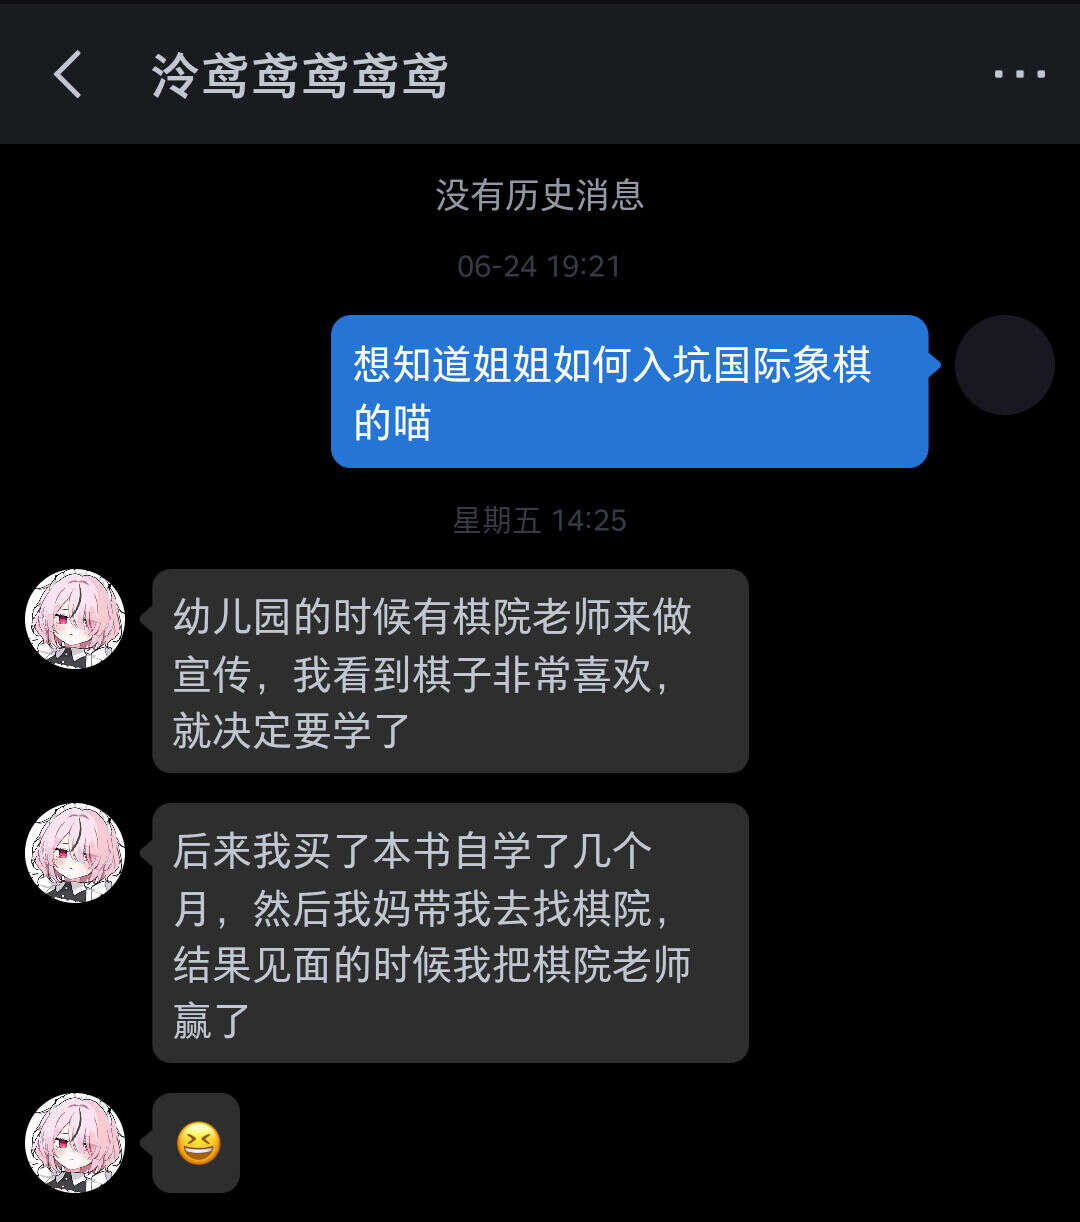 泠鸢鸢鸢鸢鸢
没有历史消息
06-24 19:21
想知道姐姐如何入坑国际象棋
的喵
星期五 14:25
幼儿园的时候有棋院老师来做
宣传，我看到棋子非常喜欢，
就决定要学了
后来我买了本书自学了几个
月，然后我妈带我去找棋院，
结果见面的时候我把棋院老师
赢了
😆